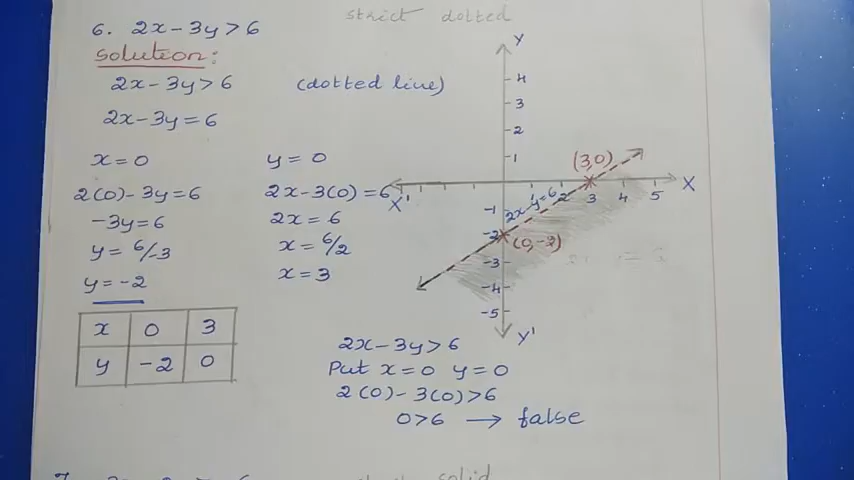 strict dotted
6. 2x - 3y > 6
Solution:
2x - 3y > 6 (dotted line)
2x - 3y = 6
x = 0
2(0) - 3y = 6
-3y = 6
y = 6/-3
y = -2
y = 0
2x - 3(0) = 6
2x = 6
x = 6/2
x = 3
x 0 3
y -2 0
Y
4
3
2
1
(3,0)
X' 2 3 4 5 X
-1
2x-y=6
-2 (0,-2)
-3
-4
-5
Y'
2x - 3y > 6
Put x = 0 y = 0
2(0) - 3(0) > 6
0 > 6 → false
solid